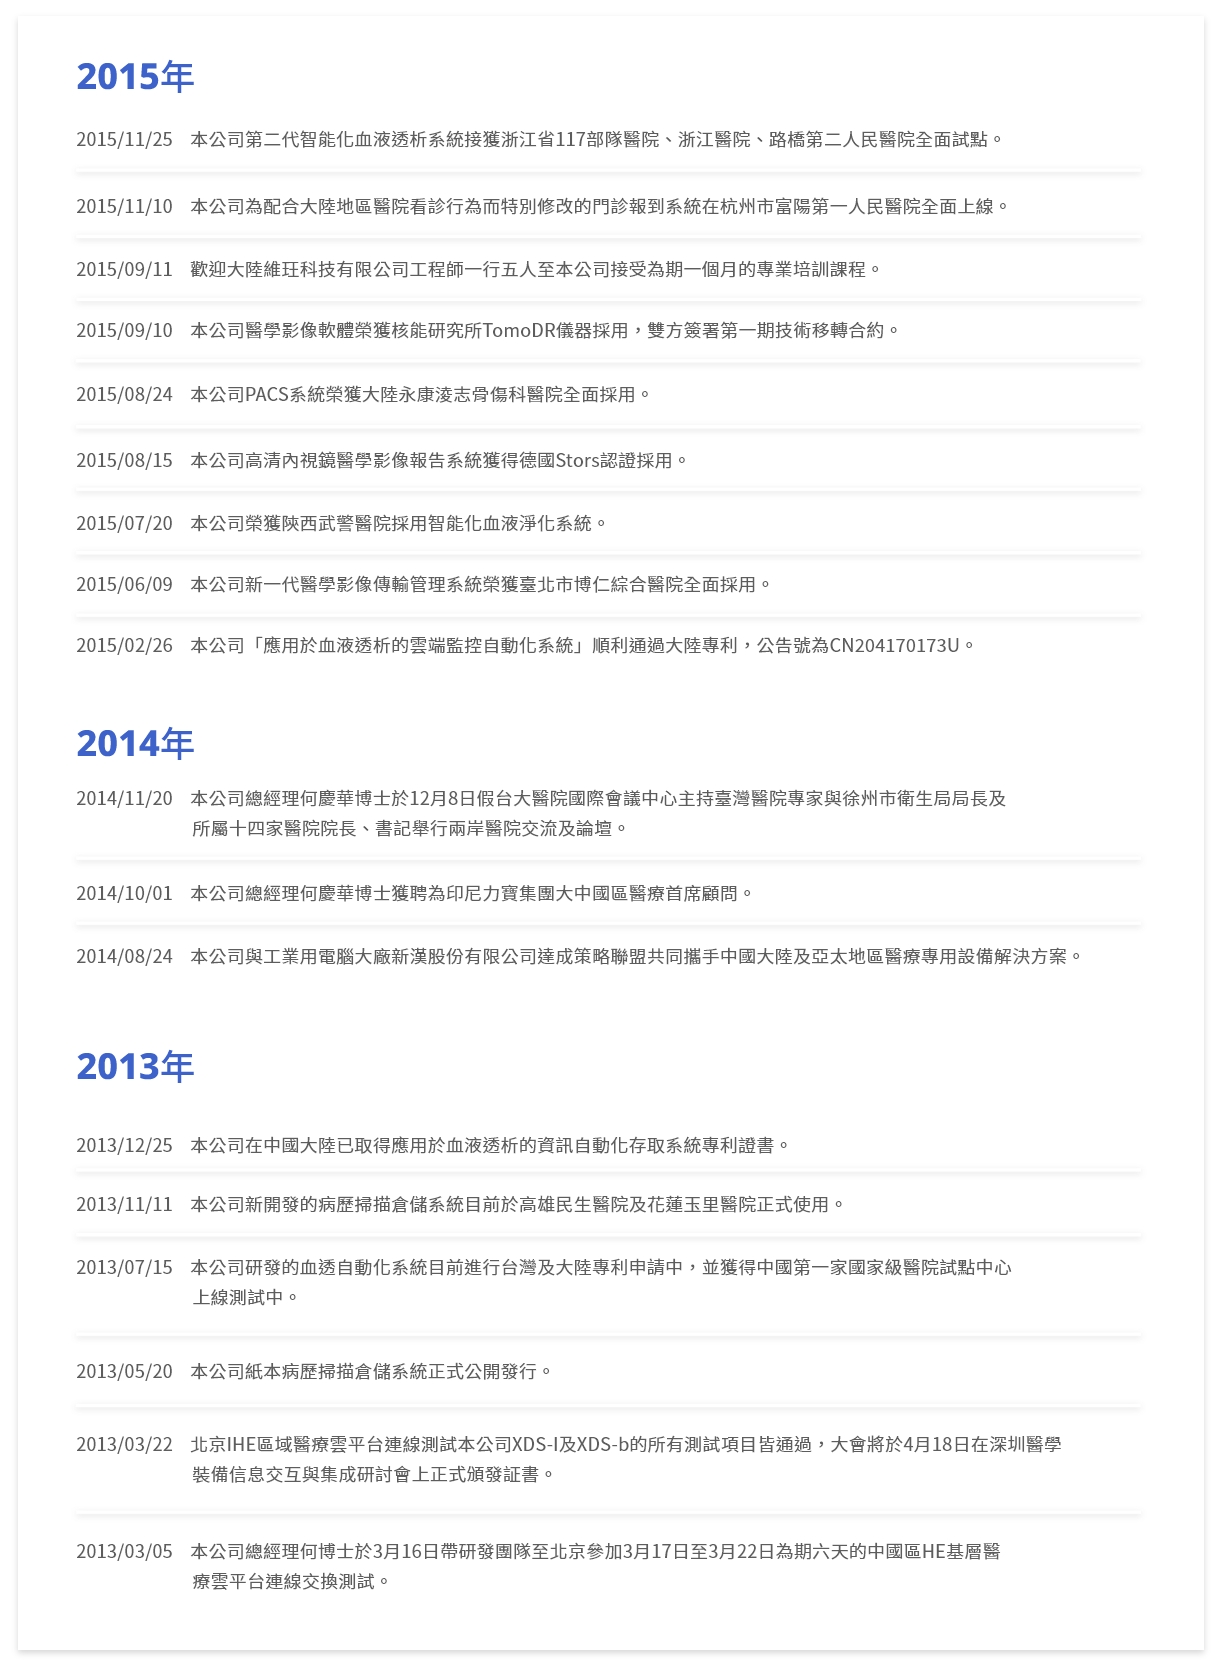 2015年
2015/11/25 本公司第二代智能化血液透析系統接獲浙江省117部隊醫院、浙江醫院、路橋第二人民醫院全面試點。
2015/11/10 本公司為配合大陸地區醫院看診行為而特別修改的門診報到系統在杭州市富陽第一人民醫院全面上線。
2015/09/11 歡迎大陸維玨科技有限公司工程師一行五人至本公司接受為期一個月的專業培訓課程。
2015/09/10 本公司醫學影像軟體榮獲核能研究所TomoDR儀器採用，雙方簽署第一期技術移轉合約。
2015/08/24 本公司PACS系統榮獲大陸永康淩志骨傷科醫院全面採用。
2015/08/15 本公司高清內視鏡醫學影像報告系統獲得德國Stors認證採用。
2015/07/20 本公司榮獲陝西武警醫院採用智能化血液淨化系統。
2015/06/09 本公司新一代醫學影像傳輸管理系統榮獲臺北市博仁綜合醫院全面採用。
2015/02/26 本公司「應用於血液透析的雲端監控自動化系統」順利通過大陸專利，公告號為CN204170173U。
2014年
2014/11/20 本公司總經理何慶華博士於12月8日假台大醫院國際會議中心主持臺灣醫院專家與徐州市衛生局局長及
所屬十四家醫院院長、書記舉行兩岸醫院交流及論壇。
2014/10/01 本公司總經理何慶華博士獲聘為印尼力寶集團大中國區醫療首席顧問。
2014/08/24 本公司與工業用電腦大廠新漢股份有限公司達成策略聯盟共同攜手中國大陸及亞太地區醫療專用設備解決方案。
2013年
2013/12/25 本公司在中國大陸已取得應用於血液透析的資訊自動化存取系統專利證書。
2013/11/11 本公司新開發的病歷掃描倉儲系統目前於高雄民生醫院及花蓮玉里醫院正式使用。
2013/07/15 本公司研發的血透自動化系統目前進行台灣及大陸專利申請中，並獲得中國第一家國家級醫院試點中心
上線測試中。
2013/05/20 本公司紙本病歷掃描倉儲系統正式公開發行。
2013/03/22 北京IHE區域醫療雲平台連線測試本公司XDS-I及XDS-b的所有測試項目皆通過，大會將於4月18日在深圳醫學
裝備信息交互與集成研討會上正式頒發証書。
2013/03/05 本公司總經理何博士於3月16日帶研發團隊至北京參加3月17日至3月22日為期六天的中國區HE基層醫
療雲平台連線交換測試。